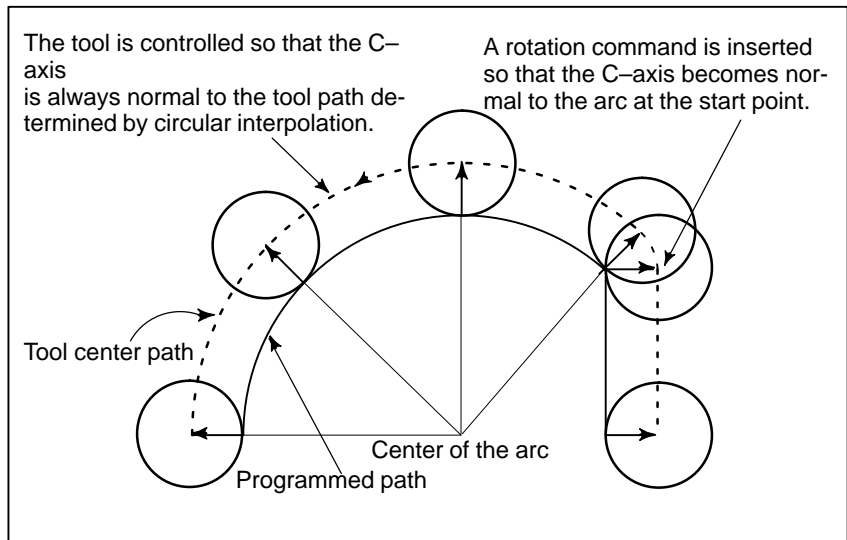 The tool is controlled so that the C–
axis
is always normal to the tool path de-
termined by circular interpolation.
A rotation command is inserted
so that the C–axis becomes nor-
mal to the arc at the start point.
Tool center path
Center of the arc
Programmed path